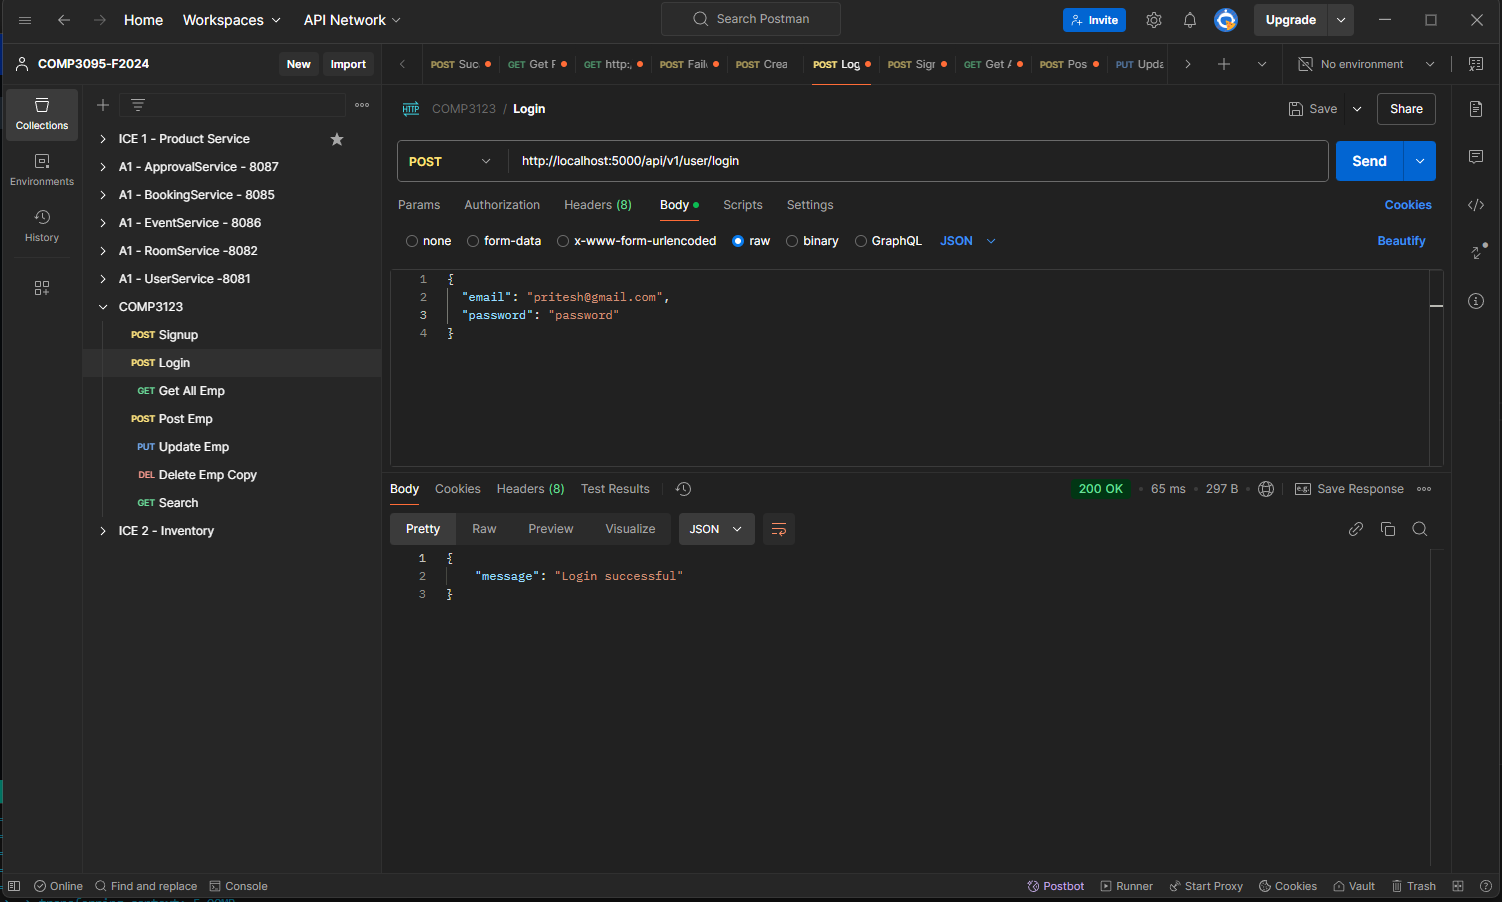 Home Workspaces API Network Search Postman Invite Upgrade
COMP3095-F2024 New Import
POST Suc GET Get F GET http:, POST Faile POST Crea POST Log POST Sign GET Get A POST Pos PUT Upda No environment
Collections
Environments
History
ICE 1 - Product Service
A1 - ApprovalService - 8087
A1 - BookingService - 8085
A1 - EventService - 8086
A1 - RoomService -8082
A1 - UserService -8081
COMP3123
POST Signup
POST Login
GET Get All Emp
POST Post Emp
PUT Update Emp
DEL Delete Emp Copy
GET Search
ICE 2 - Inventory
HTTP COMP3123 / Login Save Share
POST http://localhost:5000/api/v1/user/login Send
Params Authorization Headers (8) Body Scripts Settings Cookies
none form-data x-www-form-urlencoded raw binary GraphQL JSON Beautify
1 {
2 "email": "pritesh@gmail.com",
3 "password": "password"
4 }
Body Cookies Headers (8) Test Results 200 OK 65 ms 297 B e.g. Save Response
Pretty Raw Preview Visualize JSON
1 {
2 "message": "Login successful"
3 }
Online Find and replace Console Postbot Runner Start Proxy Cookies Vault Trash